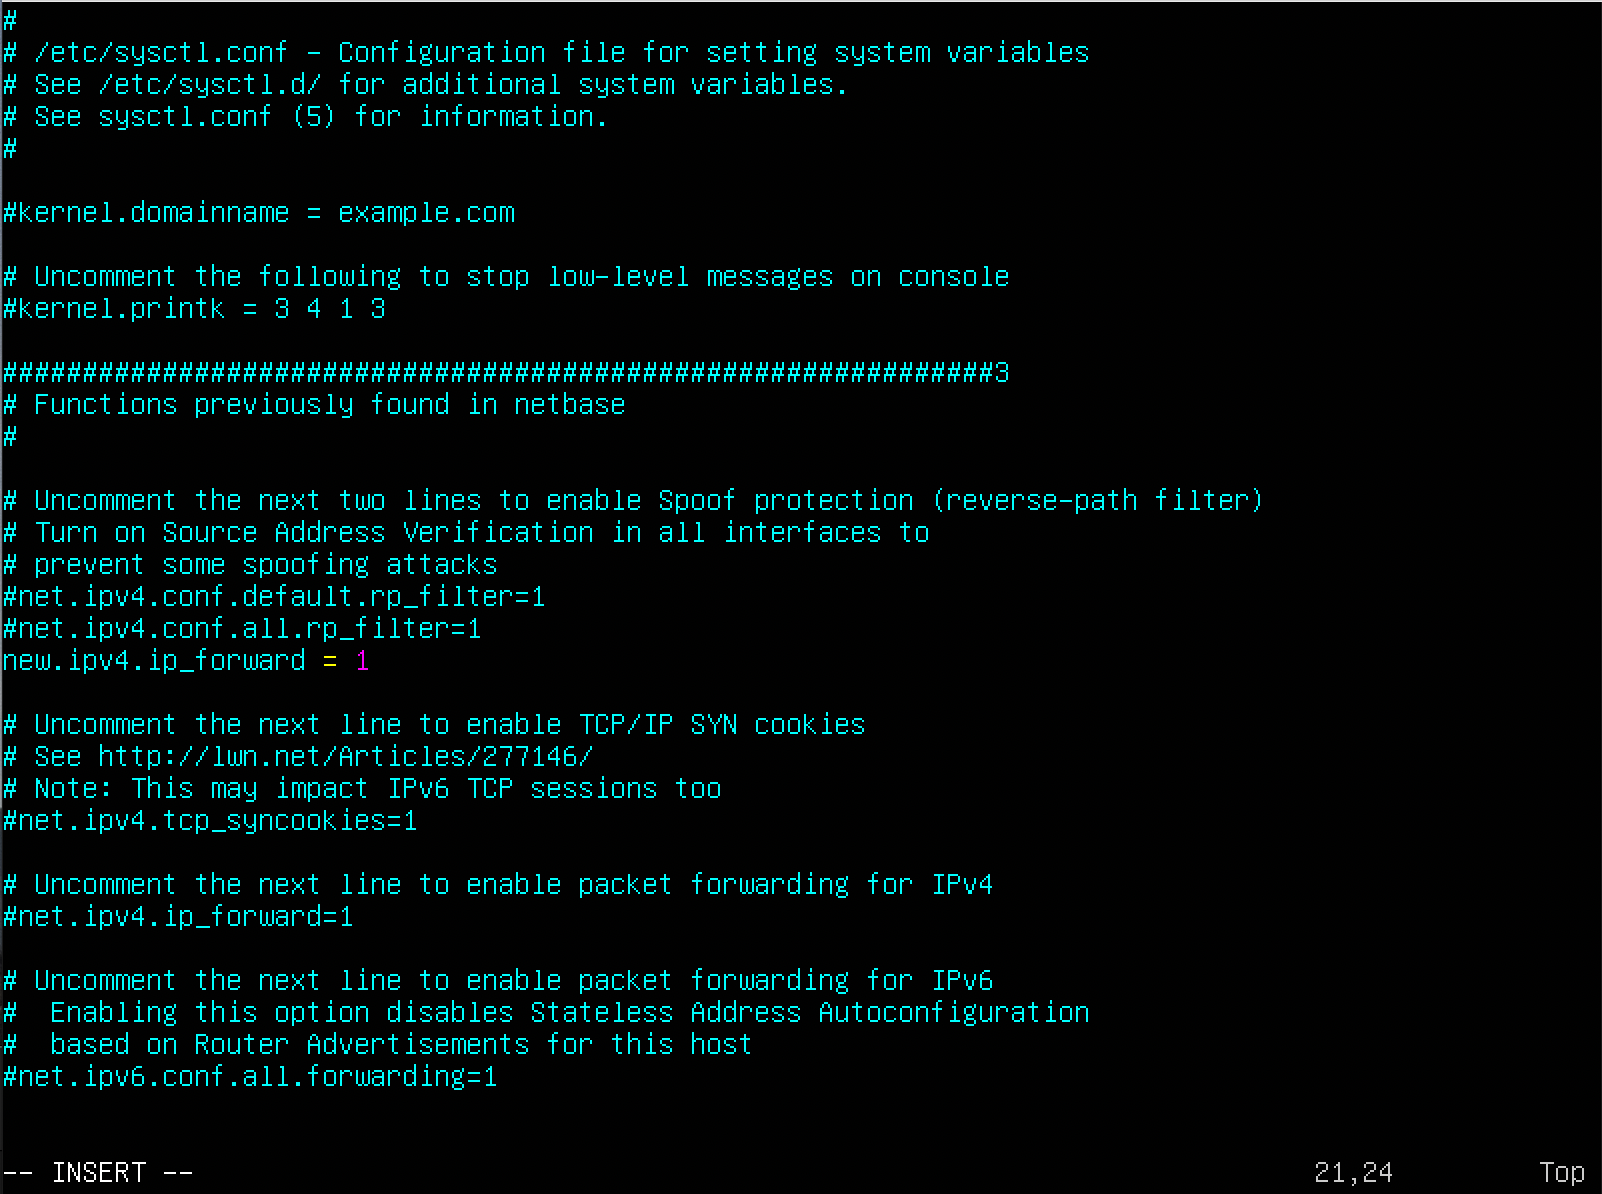 #
# /etc/sysctl.conf - Configuration file for setting system variables
# See /etc/sysctl.d/ for additional system variables.
# See sysctl.conf (5) for information.
#
#kernel.domainname = example.com
# Uncomment the following to stop low-level messages on console
#kernel.printk = 3 4 1 3
##############################################################3
# Functions previously found in netbase
#
# Uncomment the next two lines to enable Spoof protection (reverse-path filter)
# Turn on Source Address Verification in all interfaces to
# prevent some spoofing attacks
#net.ipv4.conf.default.rp_filter=1
#net.ipv4.conf.all.rp_filter=1
new.ipv4.ip_forward = 1
# Uncomment the next line to enable TCP/IP SYN cookies
# See http://lwn.net/Articles/277146/
# Note: This may impact IPv6 TCP sessions too
#net.ipv4.tcp_syncookies=1
# Uncomment the next line to enable packet forwarding for IPv4
#net.ipv4.ip_forward=1
# Uncomment the next line to enable packet forwarding for IPv6
#  Enabling this option disables Stateless Address Autoconfiguration
#  based on Router Advertisements for this host
#net.ipv6.conf.all.forwarding=1
-- INSERT -- 21,24 Top